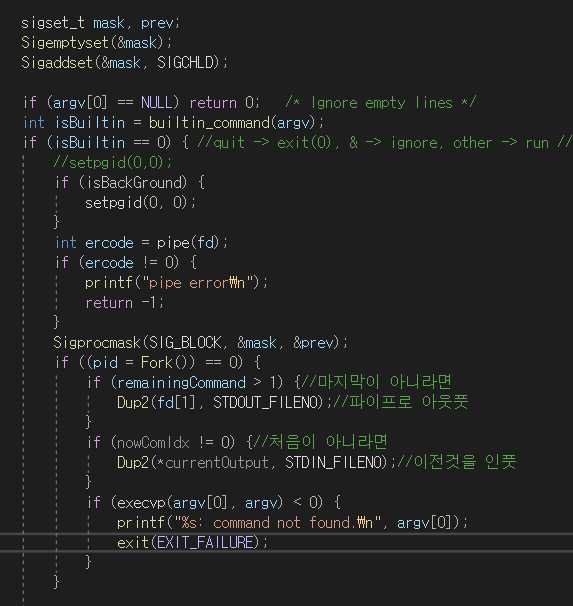 sigset_t mask, prev;
Sigemptyset(&mask);
Sigaddset(&mask, SIGCHLD);
if (argv[0] == NULL) return 0;   /* Ignore empty lines */
int isBuiltin = builtin_command(argv);
if (isBuiltin == 0) { //quit -> exit(0), & -> ignore, other -> run //
    //setpgid(0,0);
    if (isBackGround) {
        setpgid(0, 0);
    }
    int ercode = pipe(fd);
    if (ercode != 0) {
        printf("pipe error₩n");
        return -1;
    }
    Sigprocmask(SIG_BLOCK, &mask, &prev);
    if ((pid = Fork()) == 0) {
        if (remainingCommand > 1) {//마지막이 아니라면
            Dup2(fd[1], STDOUT_FILENO);//파이프로 아웃풋
        }
        if (nowComIdx != 0) {//처음이 아니라면
            Dup2(*currentOutput, STDIN_FILENO);//이전것을 인풋
        }
        if (execvp(argv[0], argv) < 0) {
            printf("%s: command not found.₩n", argv[0]);
            exit(EXIT_FAILURE);
        }
    }